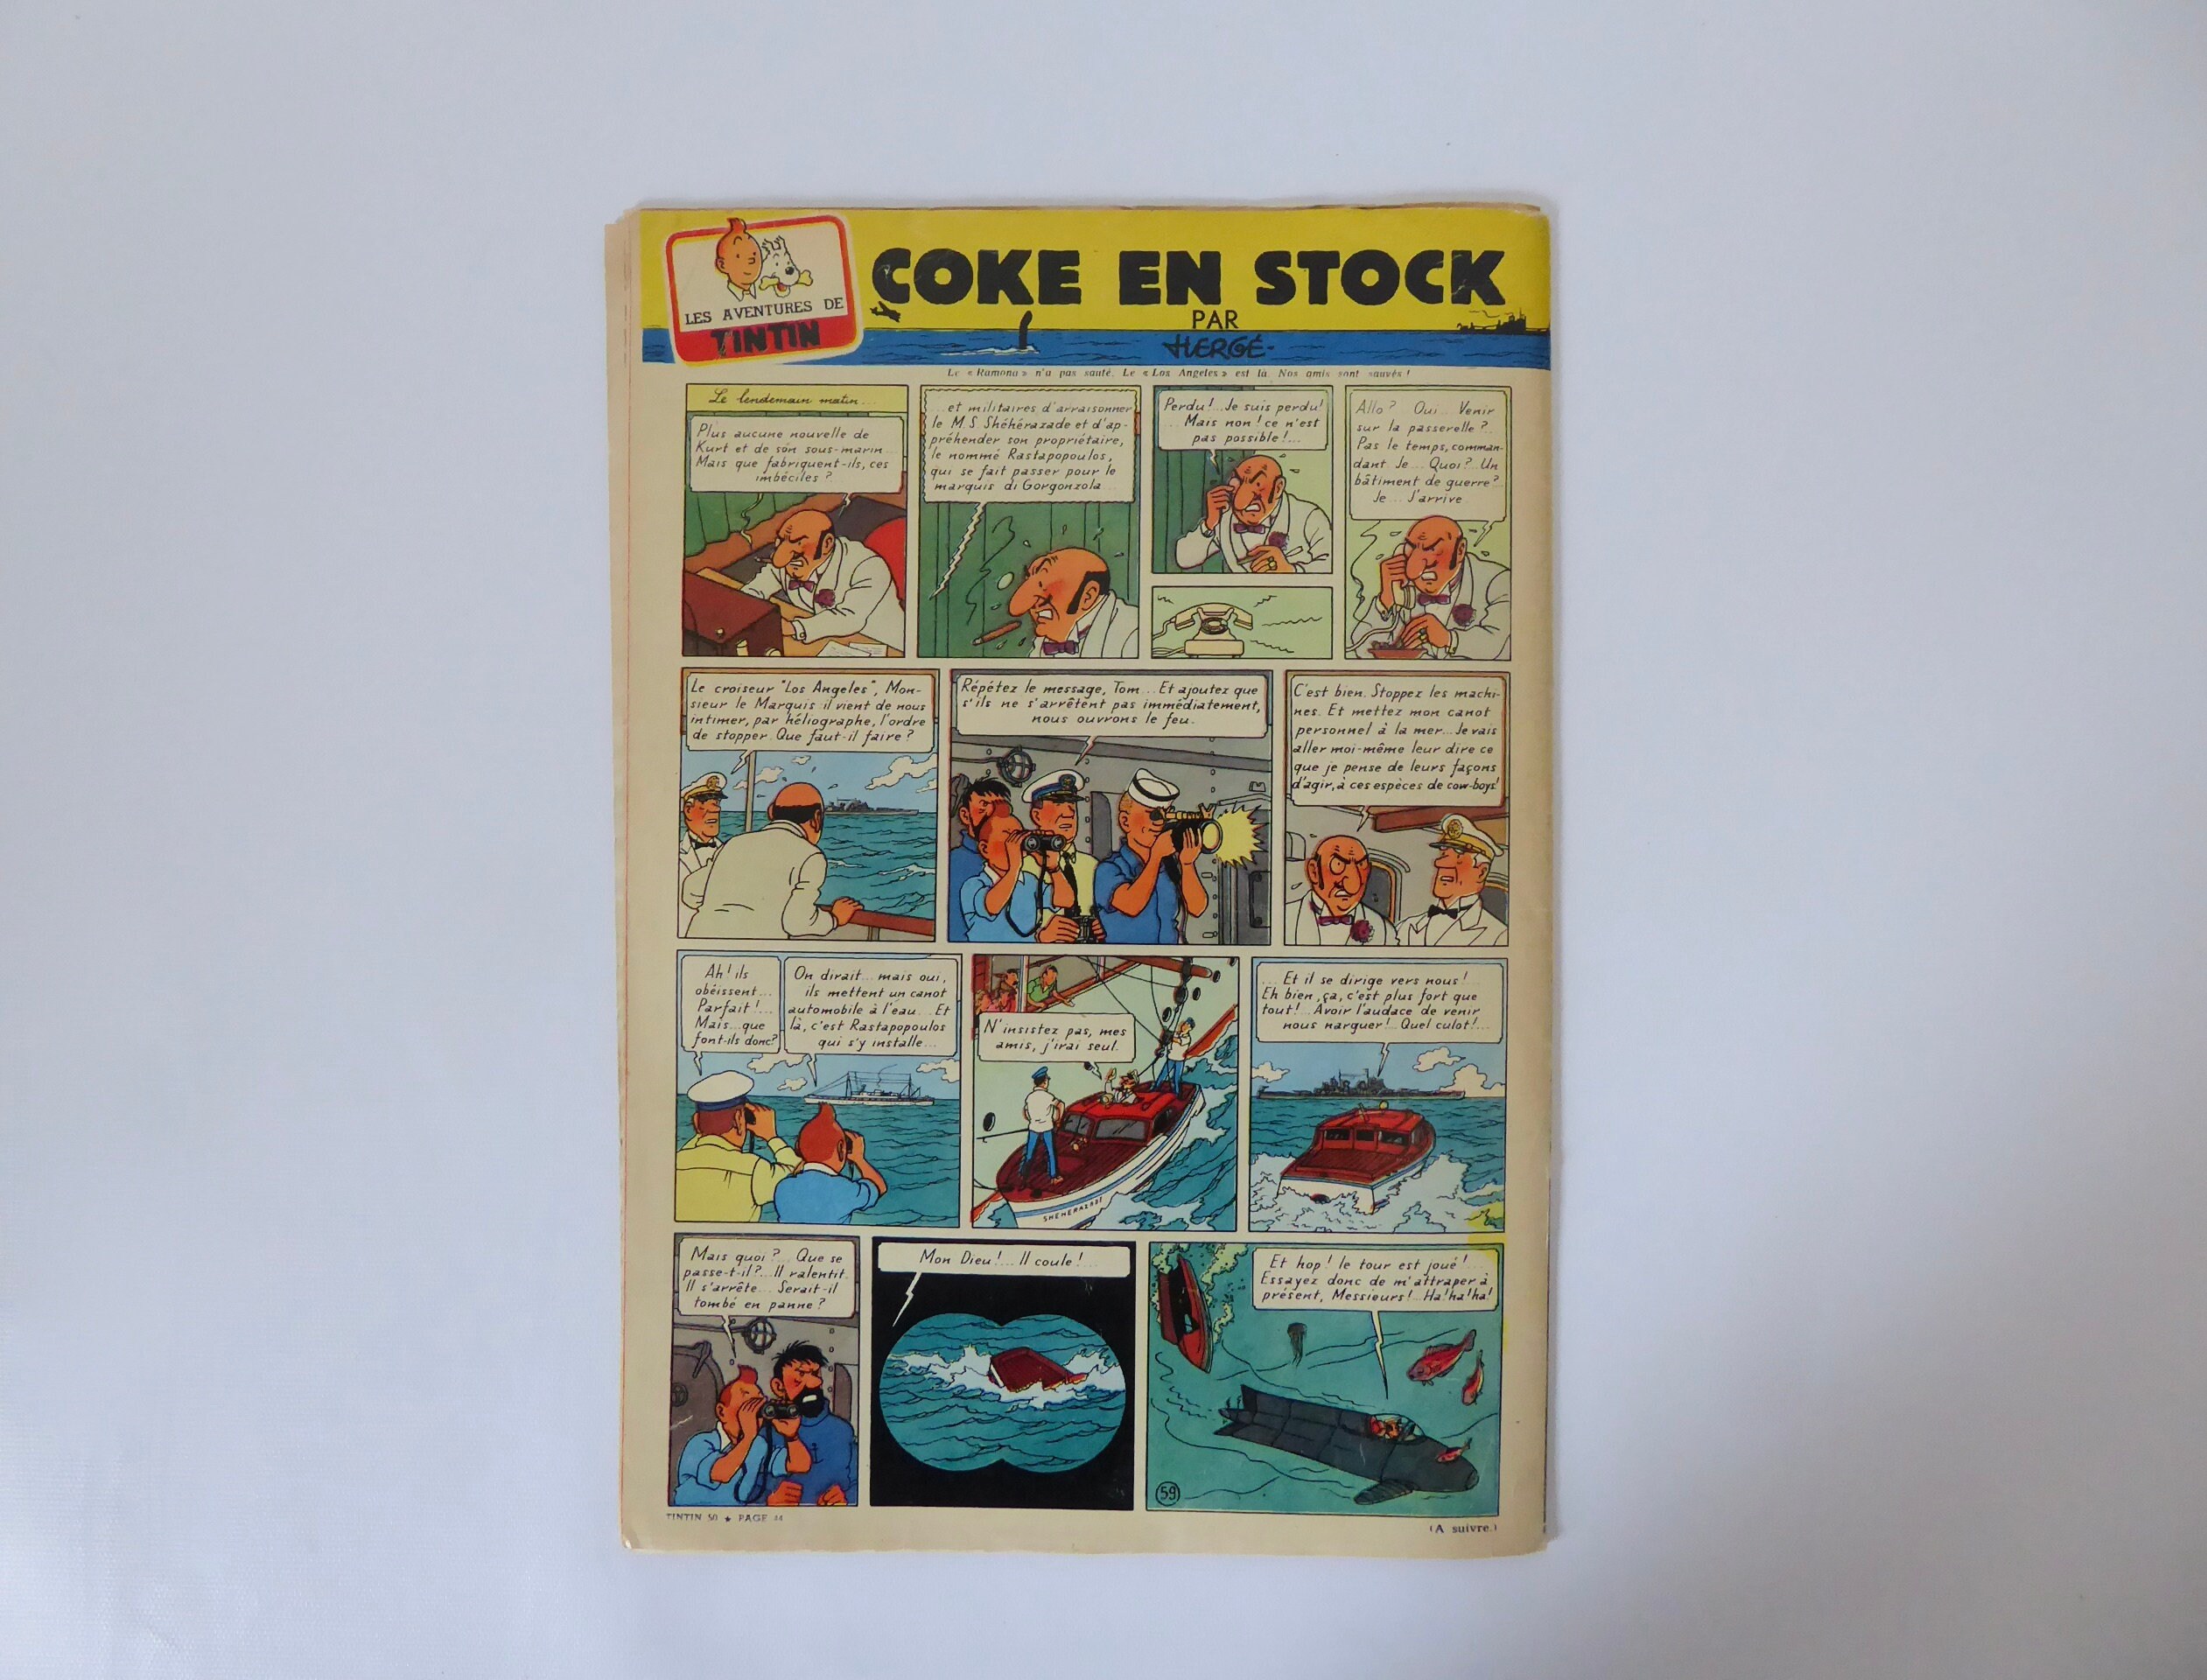 LES AVENTURES DE
TINTIN
COKE EN STOCK
PAR
HERGÉ
Le « Ramona » n'a pas sauté. Le « Los Angeles » est là. Nos amis sont sauvés !
Le lendemain matin...
Plus aucune nouvelle de
Kurt et de son sous-marin...
Mais que fabriquent-ils, ces
imbéciles ?
...et militaires d'arraisonner
le M.S. Shéhérazade et d'ap-
préhender son propriétaire,
le nommé Rastapopoulos,
qui se fait passer pour le
marquis di Gorgonzola...
Perdu !... Je suis perdu !
... Mais non ! ce n'est
pas possible !...
Allo ?... Oui... Venir
sur la passerelle ?...
Pas le temps, comman-
dant. Je... Quoi ?... Un
bâtiment de guerre ?
Je... J'arrive
Le croiseur "Los Angeles", Mon-
sieur le Marquis : il vient de nous
intimer, par héliographe, l'ordre
de stopper. Que faut-il faire ?
Répétez le message, Tom... Et ajoutez que
s'ils ne s'arrêtent pas immédiatement,
nous ouvrons le feu.
C'est bien. Stoppez les machi-
nes. Et mettez mon canot
personnel à la mer... Je vais
aller moi-même leur dire ce
que je pense de leurs façons
d'agir, à ces espèces de cow-boys !
Ah ! ils
obéissent...
Parfait !...
Mais... que
font-ils donc ?
On dirait... mais oui,
ils mettent un canot
automobile à l'eau... Et
là, c'est Rastapopoulos
qui s'y installe...
N'insistez pas, mes
amis, j'irai seul.
SHEHERAZADE
... Et il se dirige vers nous !...
Eh bien, ça, c'est plus fort que
tout !... Avoir l'audace de venir
nous narguer !... Quel culot !...
Mais quoi ?... Que se
passe-t-il ?... Il ralentit.
Il s'arrête... Serait-il
tombé en panne ?
Mon Dieu !... Il coule !...
Et hop ! le tour est joué !...
Essayez donc de m'attraper à
présent, Messieurs !... Ha ! ha ! ha !
59
TINTIN 50 ★ PAGE 44
(A suivre.)